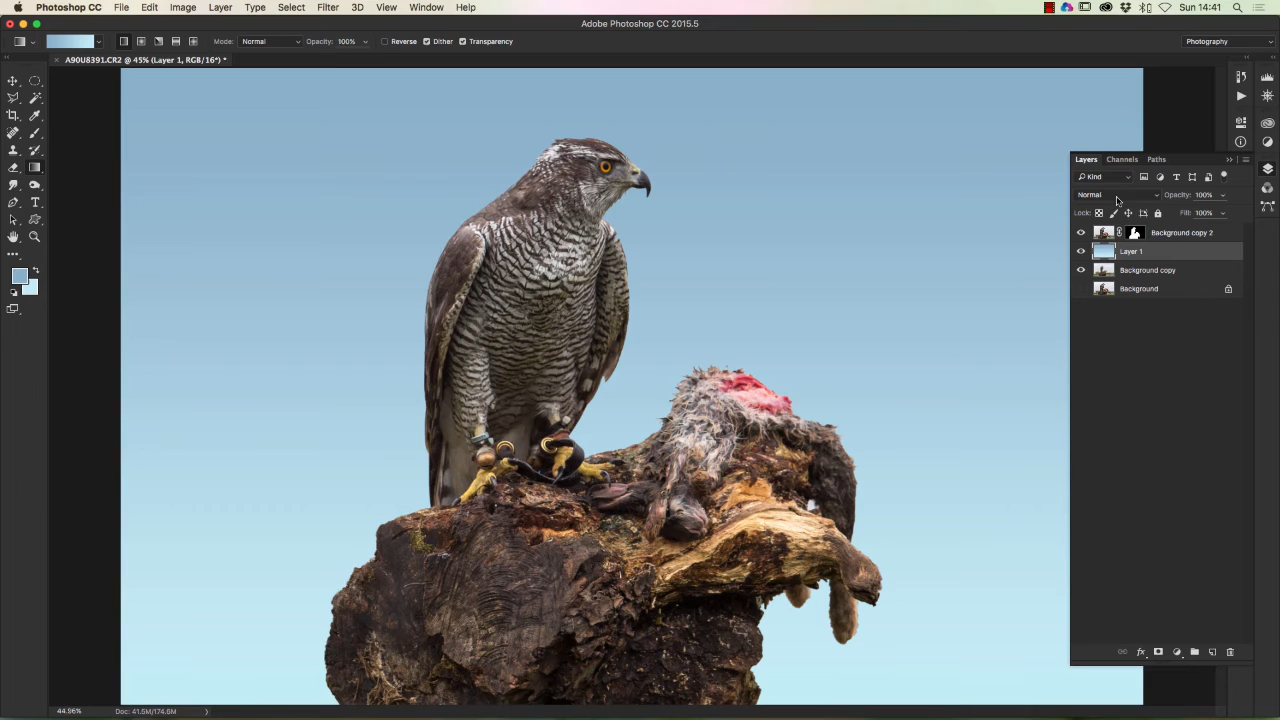 Photoshop CC File Edit Image Layer Type Select Filter 3D View Window Help Sun 14:41
Adobe Photoshop CC 2015.5
Mode: Normal Opacity: 100% Reverse Dither Transparency Photography
× A90U8391.CR2 @ 45% (Layer 1, RGB/16*) *
Layers Channels Paths
Kind
Normal Opacity: 100%
Lock: Fill: 100%
Background copy 2
Layer 1
Background copy
Background
fx
44.96% Doc: 41.5M/174.6M